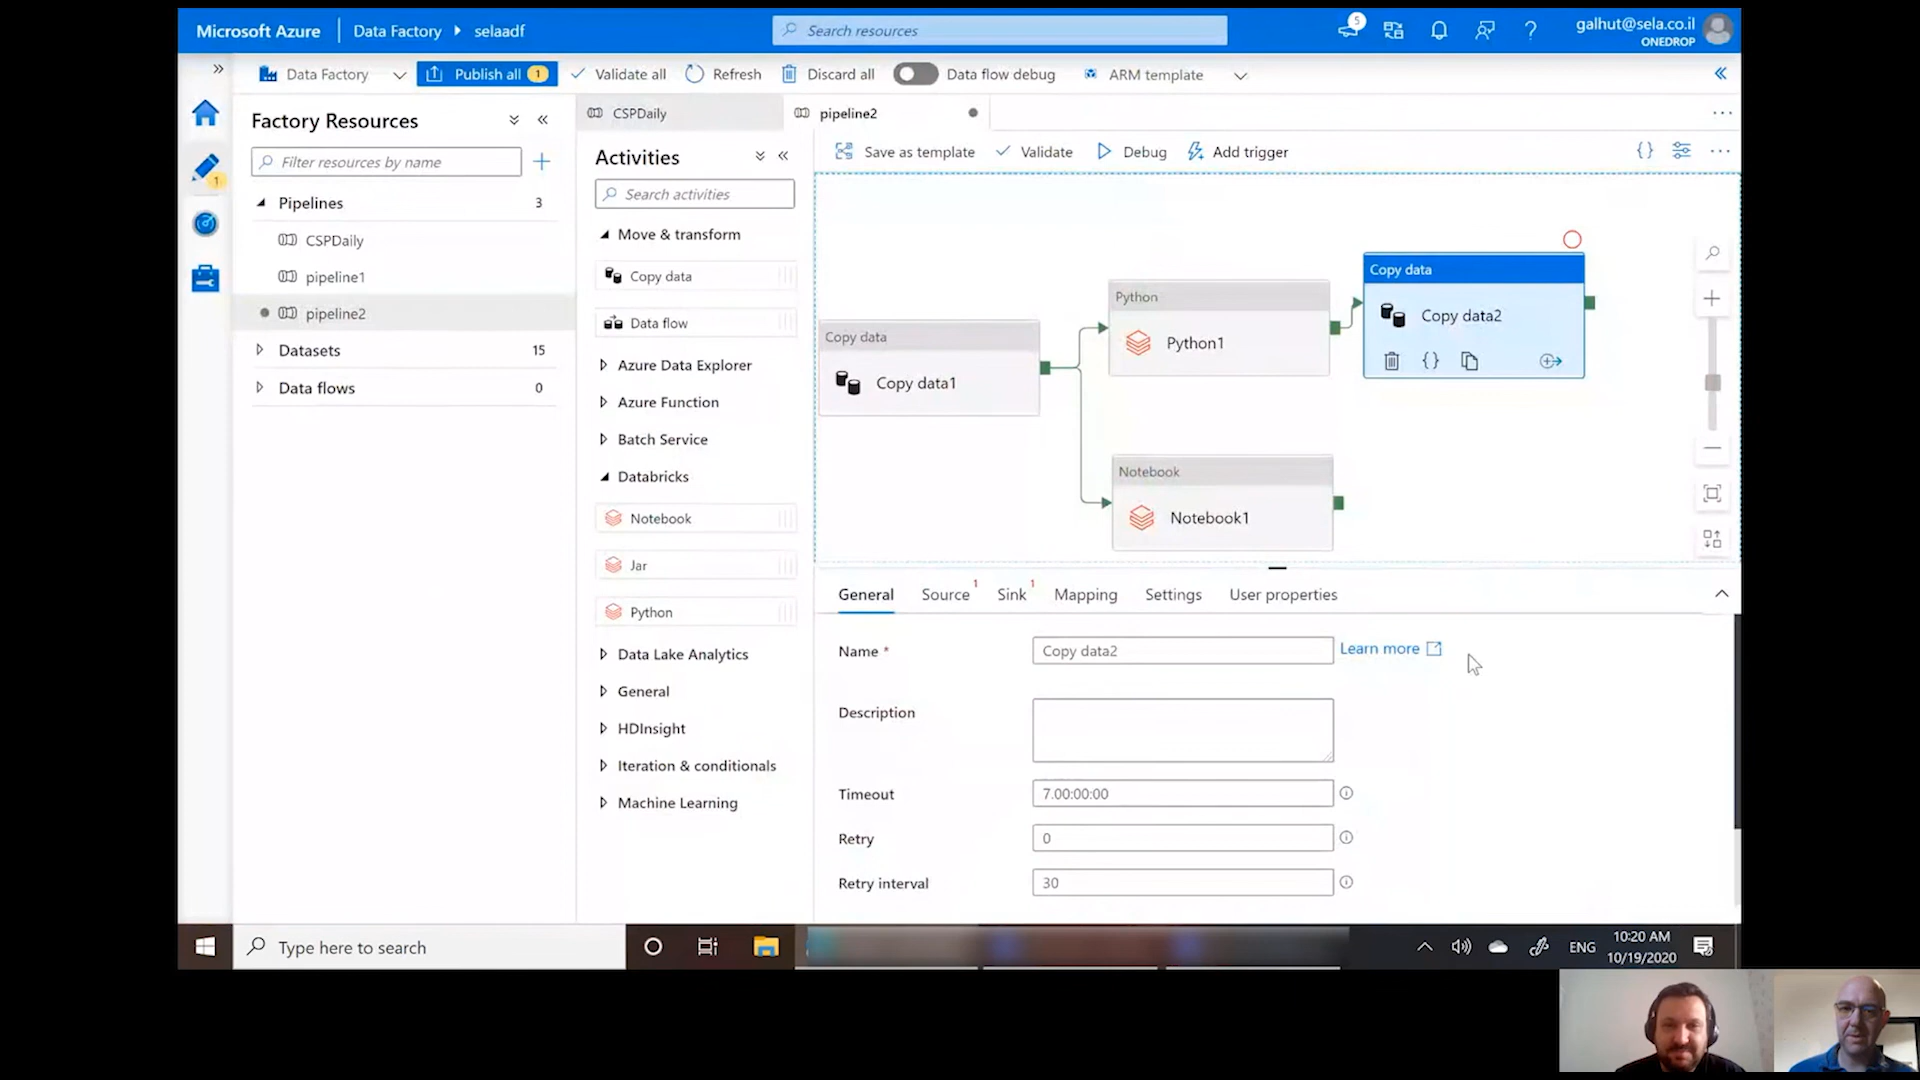 Microsoft Azure
Data Factory
selaadf
Search resources
5
galhut@sela.co.il
ONEDROP
Data Factory
Publish all
1
Validate all
Refresh
Discard all
Data flow debug
ARM template
1
Factory Resources
Filter resources by name
Pipelines 3
CSPDaily
pipeline1
pipeline2
Datasets 15
Data flows 0
CSPDaily
pipeline2
Activities
Search activities
Move & transform
Copy data
Data flow
Azure Data Explorer
Azure Function
Batch Service
Databricks
Notebook
Jar
Python
Data Lake Analytics
General
HDInsight
Iteration & conditionals
Machine Learning
Save as template
Validate
Debug
Add trigger
{}
Copy data
Copy data1
Python
Python1
Copy data
Copy data2
{}
Notebook
Notebook1
General
Source 1
Sink 1
Mapping
Settings
User properties
Name *
Copy data2
Learn more
Description
Timeout
7.00:00:00
Retry
0
Retry interval
30
Type here to search
ENG
10:20 AM
10/19/2020